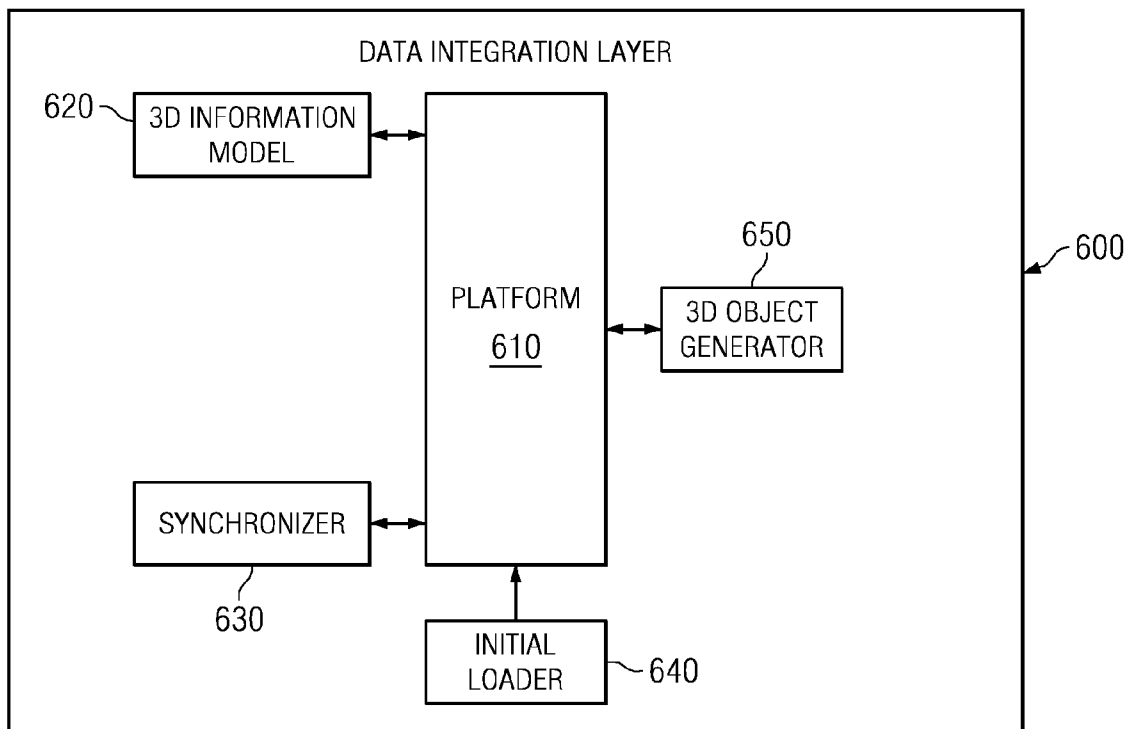 DATA INTEGRATION LAYER
620
3D INFORMATION
MODEL
650
600
PLATFORM
610
3D OBJECT
GENERATOR
SYNCHRONIZER
630
INITIAL
LOADER
640